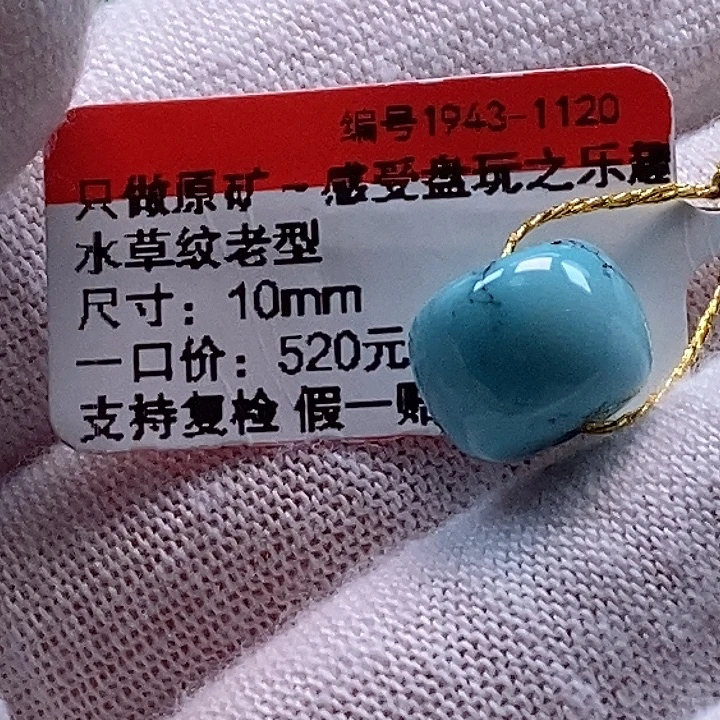 编号1943-1120
只做原矿~感受盘玩之乐趣
水草纹老型
尺寸：10mm
一口价：520元
支持复检 假一赔